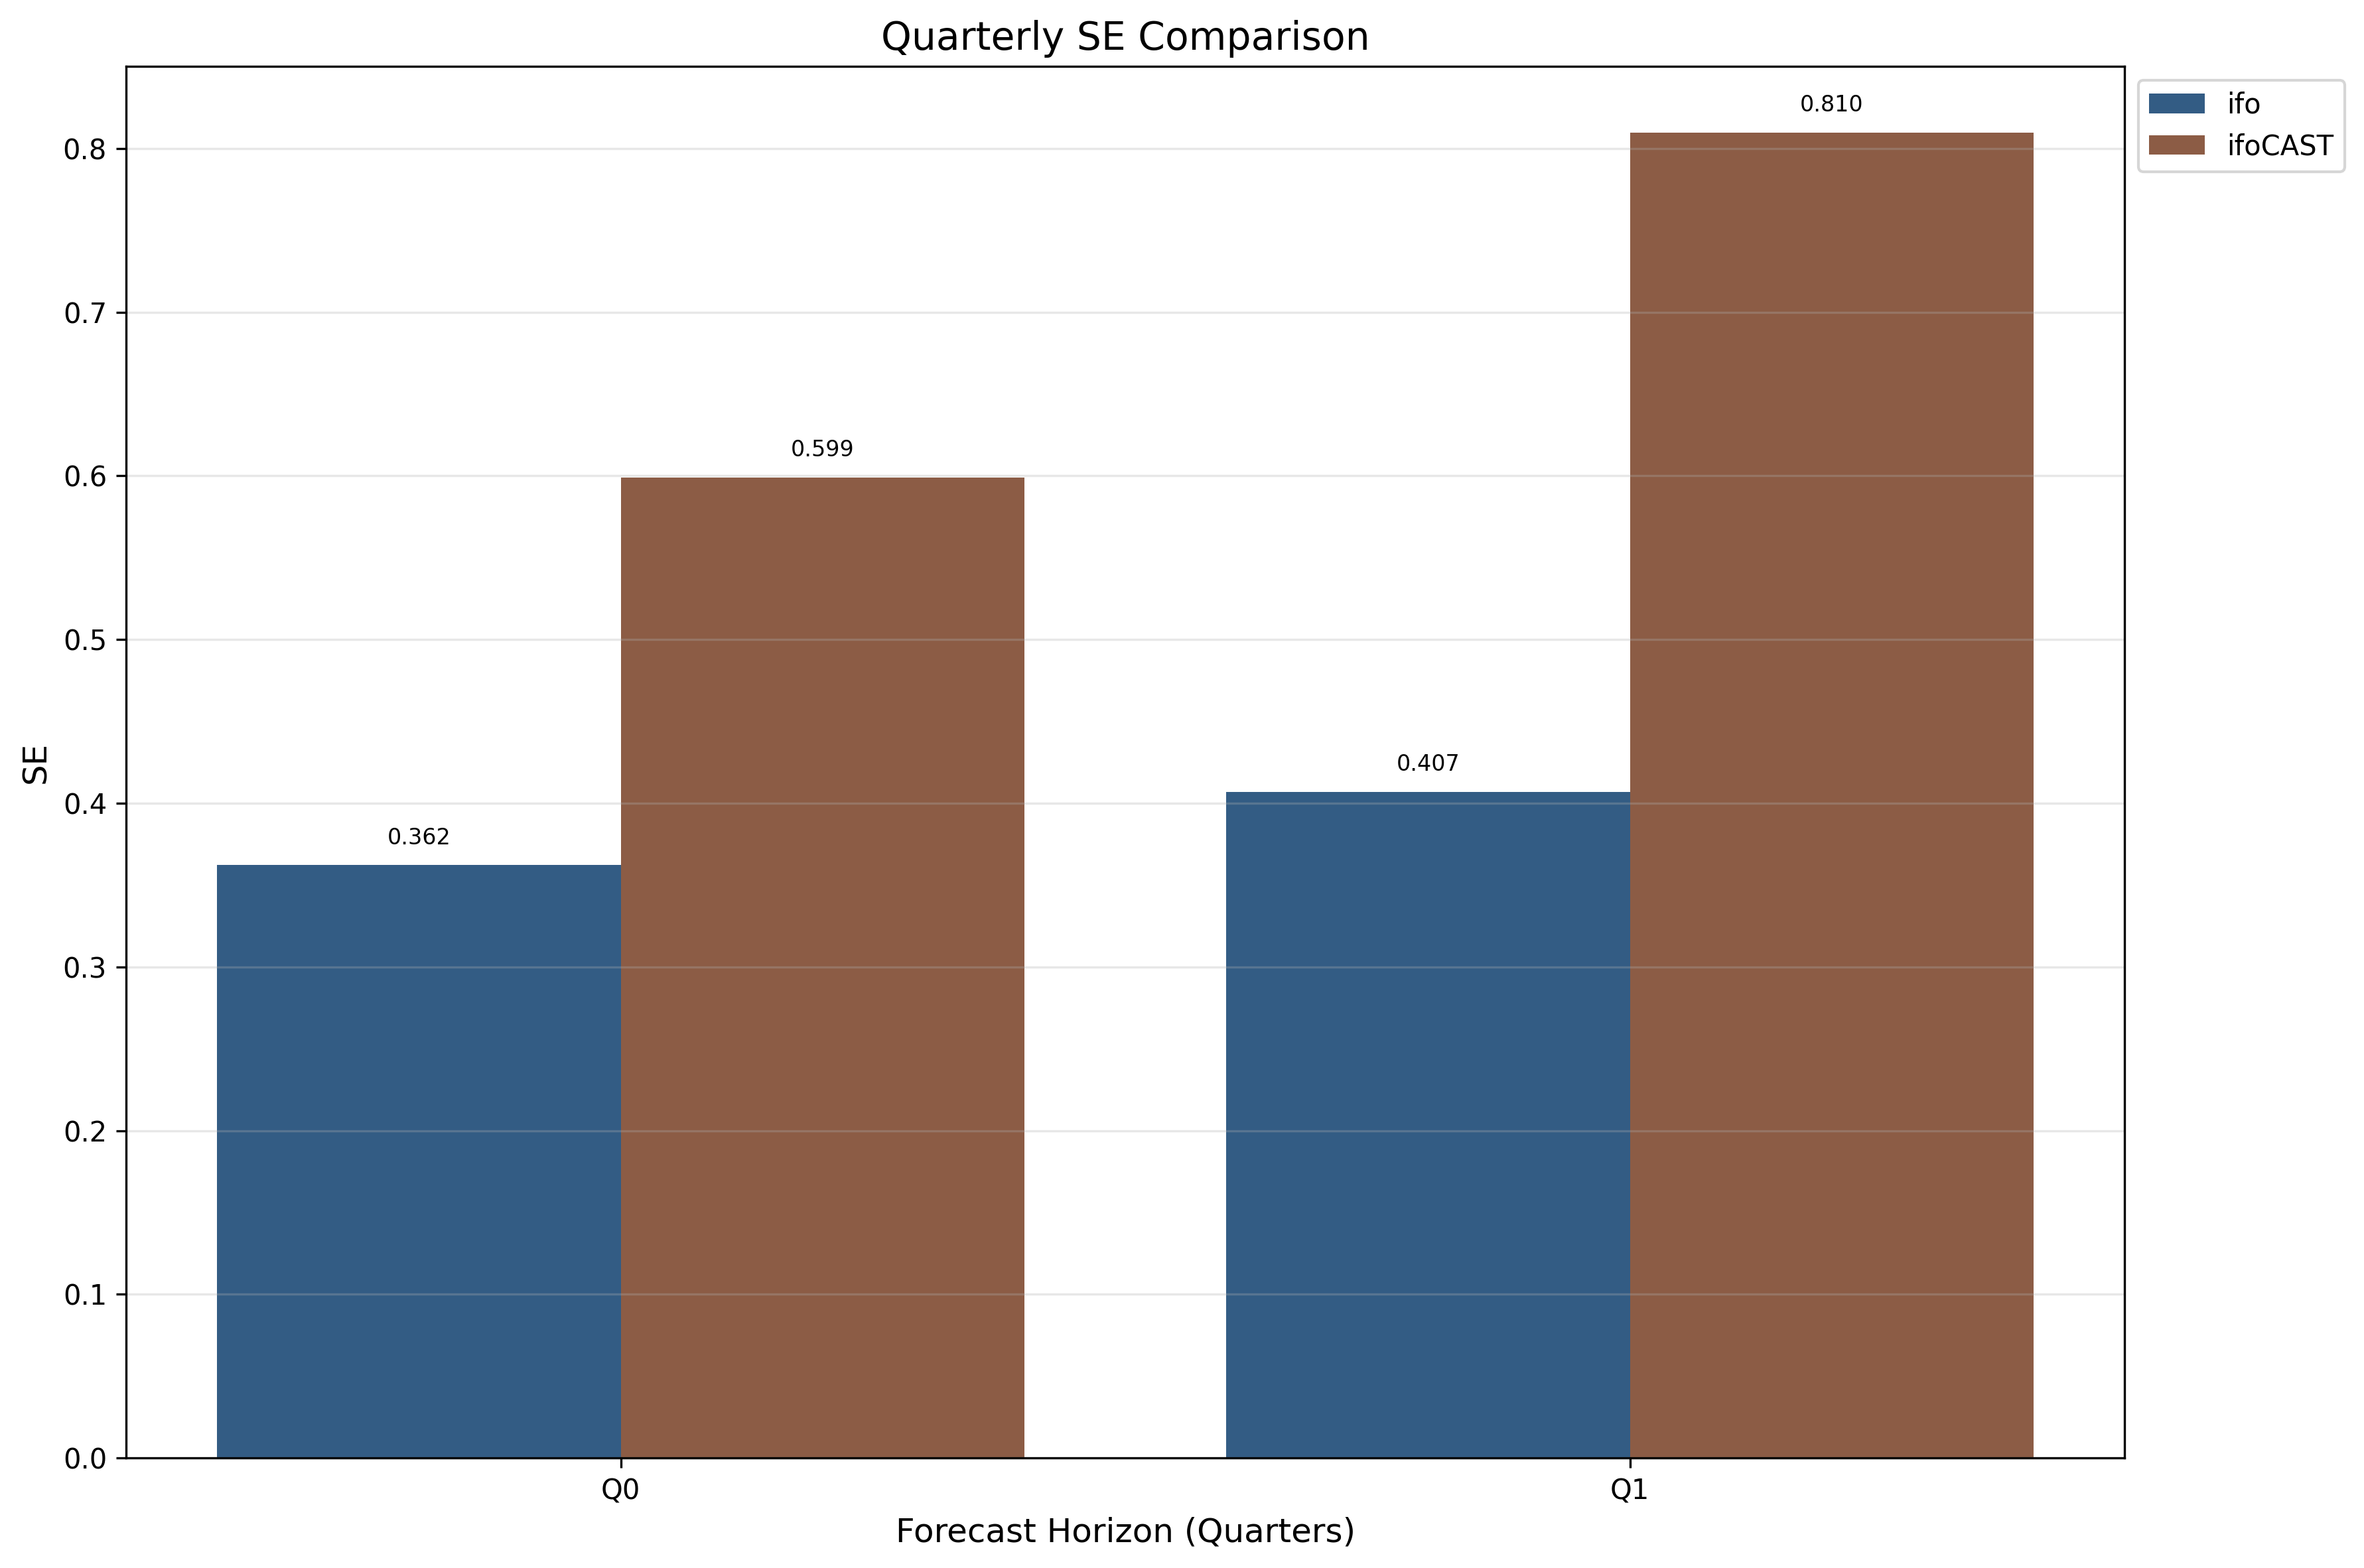 Quarterly SE Comparison
ifo
ifoCAST
SE
0.8
0.7
0.6
0.5
0.4
0.3
0.2
0.1
0.0
0.362
0.599
0.407
0.810
Q0
Q1
Forecast Horizon (Quarters)